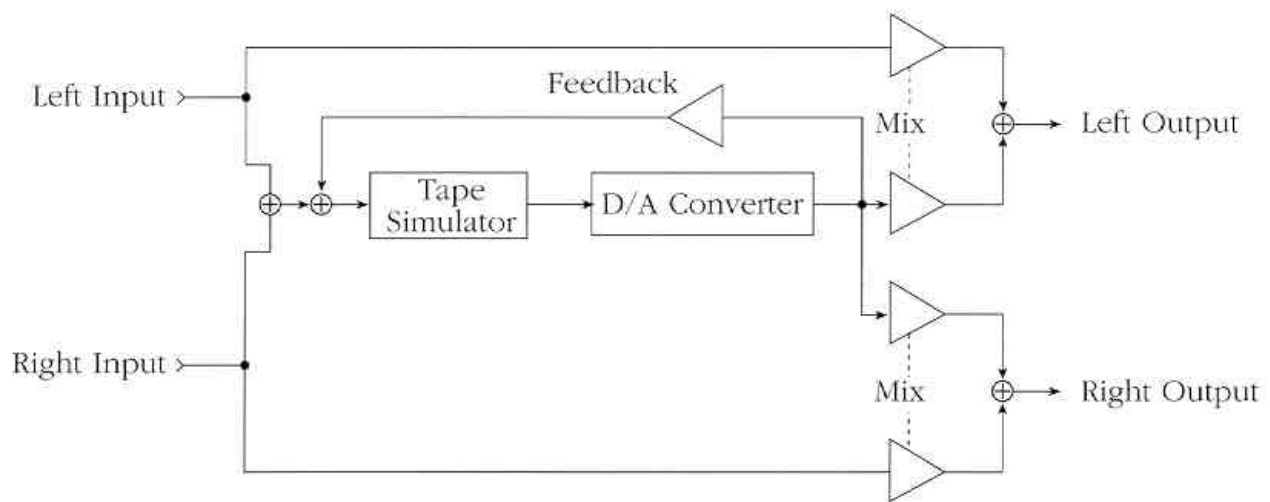 Left Input
Feedback
Mix
Left Output
Tape
Simulator
D/A Converter
Right Input
Mix
Right Output